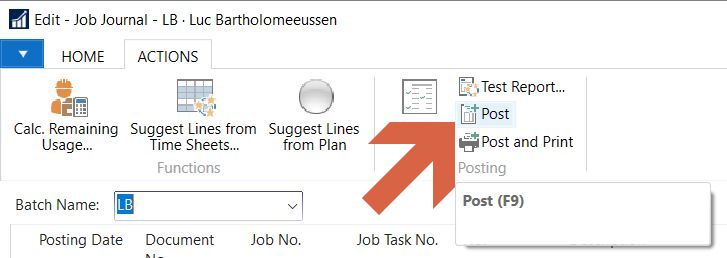 Edit - Job Journal - LB · Luc Bartholomeeussen
HOME
ACTIONS
Calc. Remaining
Usage...
Suggest Lines from
Time Sheets...
Suggest Lines
from Plan
Functions
Test Report...
Post
Post and Print
Posting
Batch Name:
LB
Post (F9)
Posting Date
Document
Job No.
Job Task No.